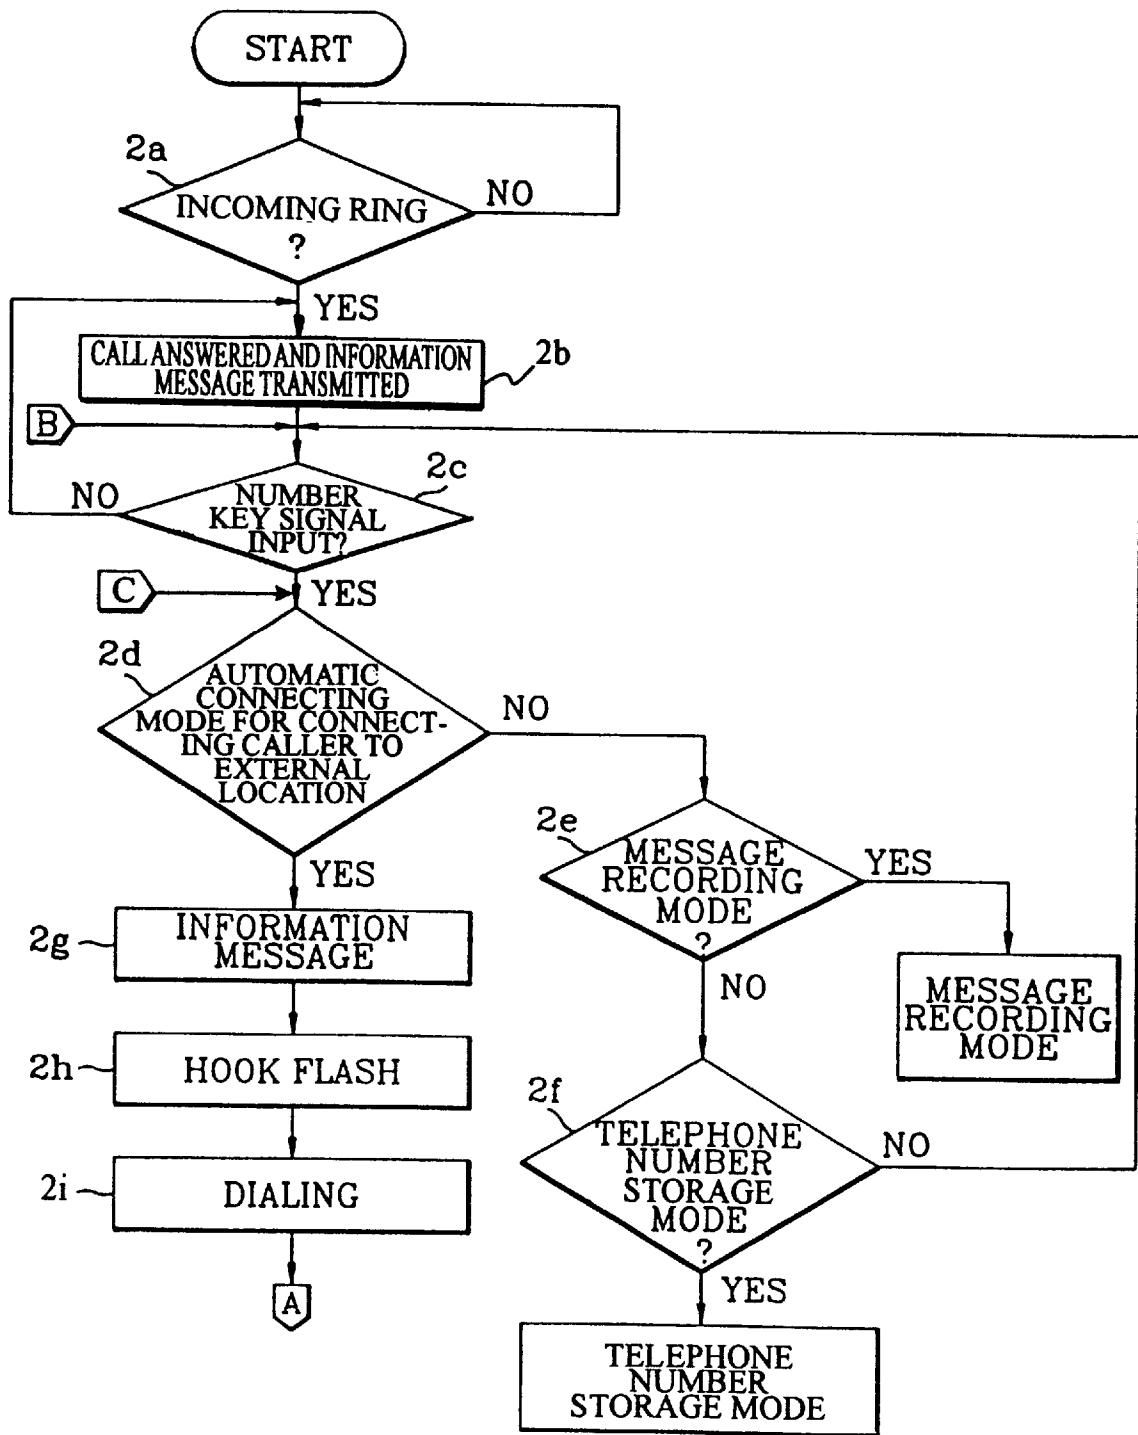 START
2a
INCOMING RING
?
NO
YES
CALL ANSWERED AND INFORMATION
MESSAGE TRANSMITTED
2b
B
2c
NO
NUMBER
KEY SIGNAL
INPUT?
C
YES
2d
AUTOMATIC
CONNECTING
MODE FOR CONNECT-
ING CALLER TO
EXTERNAL
LOCATION
NO
YES
2e
MESSAGE
RECORDING
MODE
?
YES
NO
MESSAGE
RECORDING
MODE
2g
INFORMATION
MESSAGE
2h
HOOK FLASH
2i
DIALING
A
2f
TELEPHONE
NUMBER
STORAGE
MODE
?
NO
YES
TELEPHONE
NUMBER
STORAGE MODE